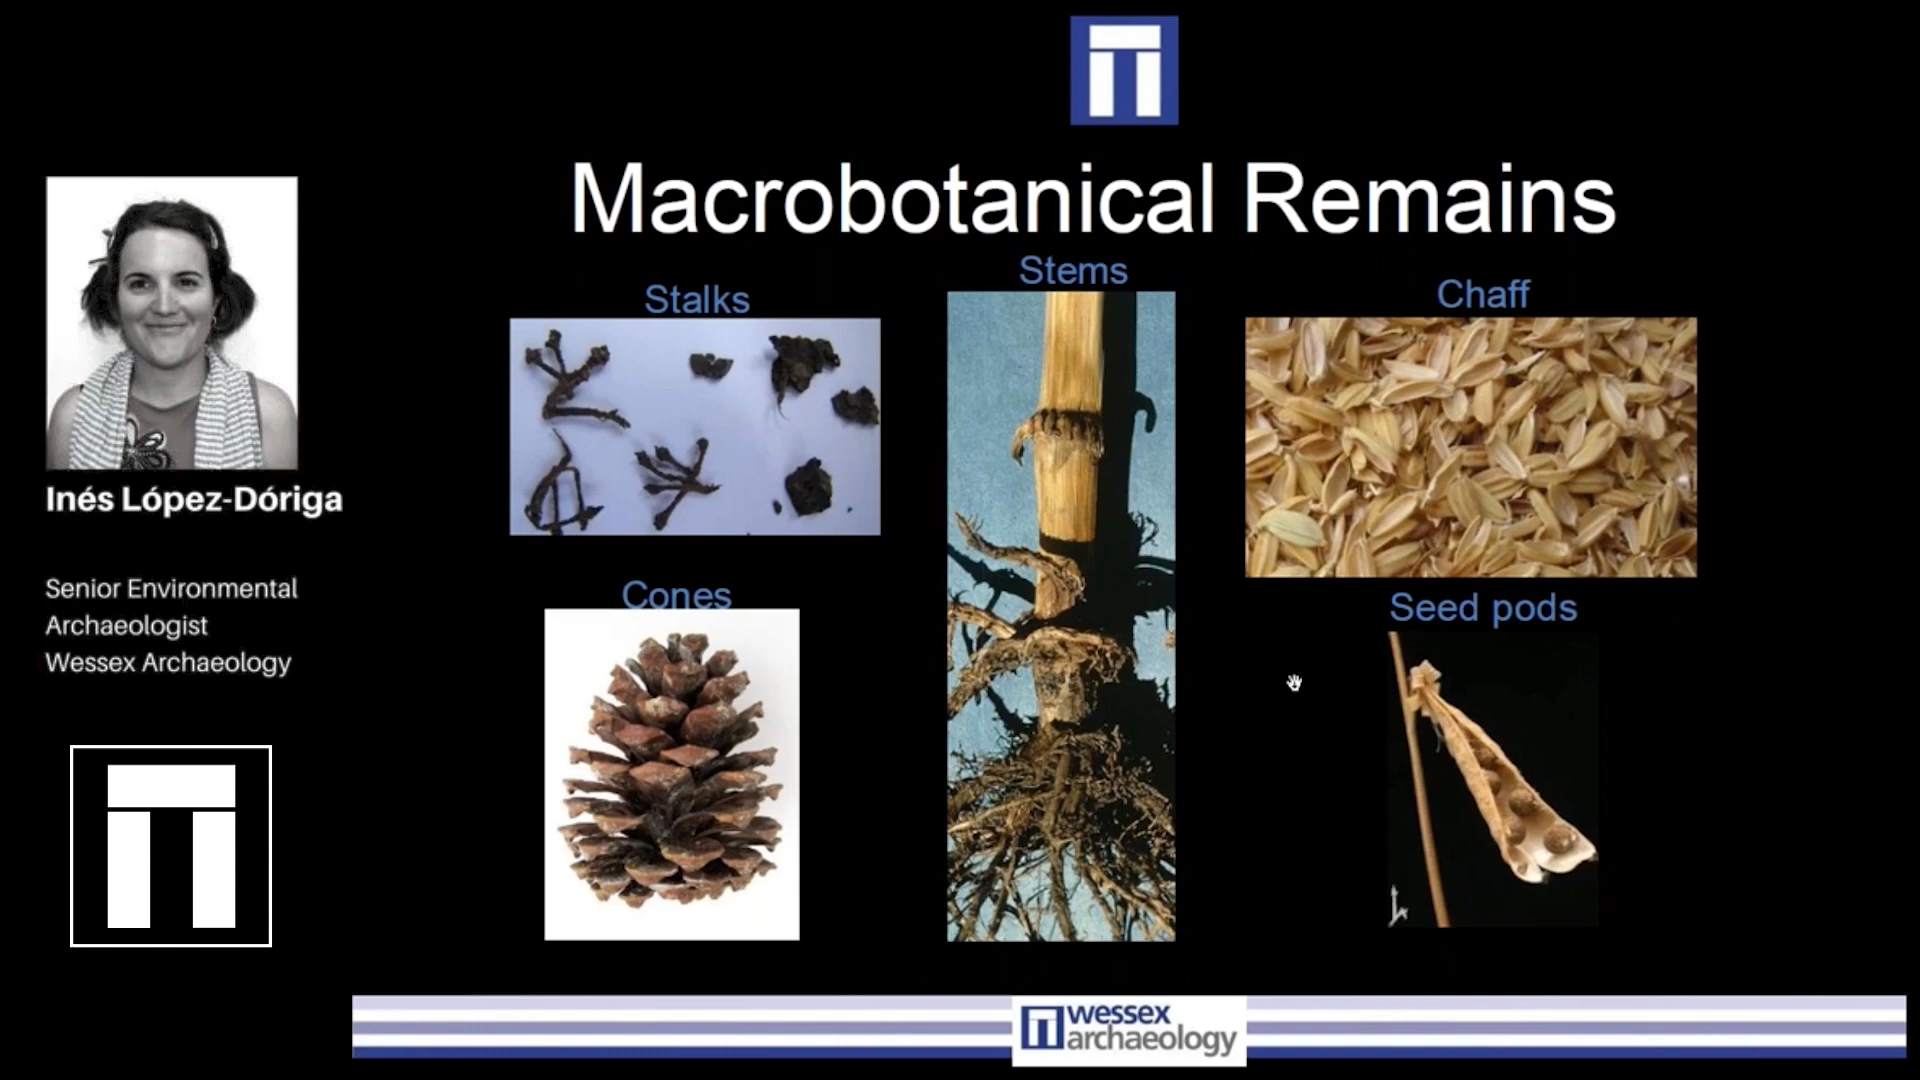 Macrobotanical Remains
Stalks
Stems
Chaff
Cones
Seed pods
Inés López-Dóriga
Senior Environmental
Archaeologist
Wessex Archaeology
wessex
archaeology